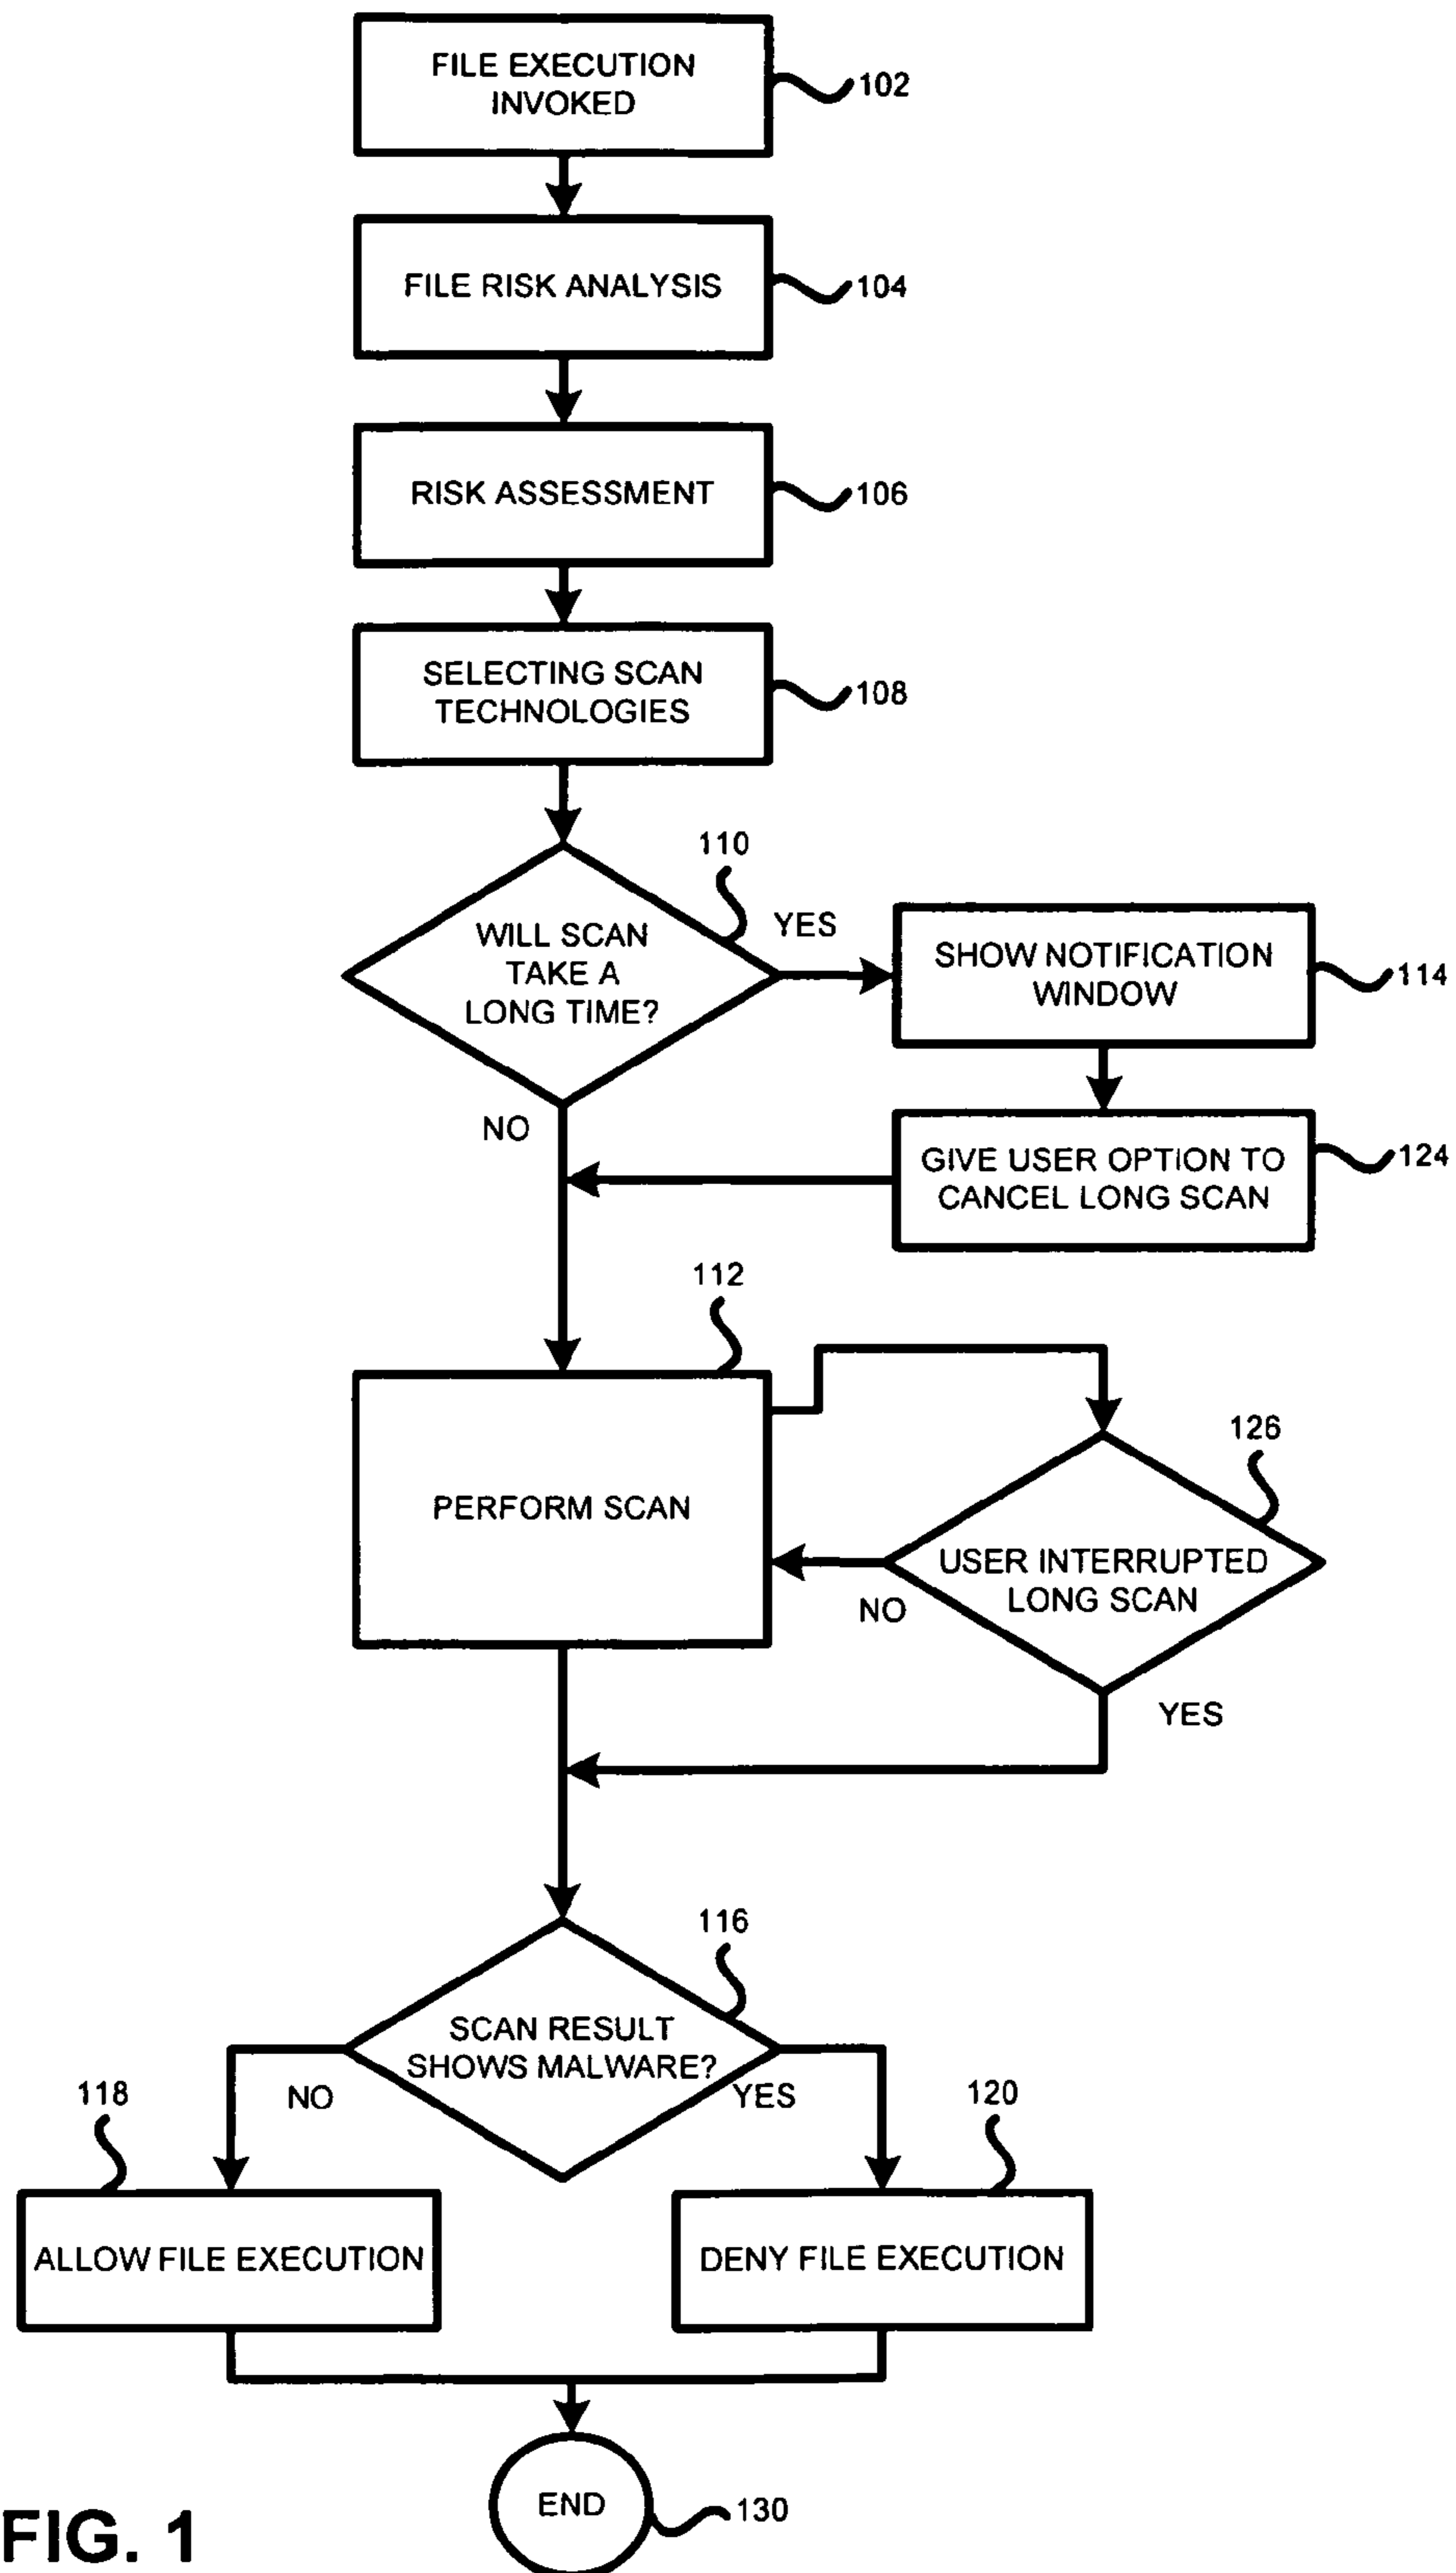 FILE EXECUTION
INVOKED
102
FILE RISK ANALYSIS
104
RISK ASSESSMENT
106
SELECTING SCAN
TECHNOLOGIES
108
110
WILL SCAN
TAKE A
LONG TIME?
YES
SHOW NOTIFICATION
WINDOW
114
NO
GIVE USER OPTION TO
CANCEL LONG SCAN
124
112
PERFORM SCAN
126
USER INTERRUPTED
LONG SCAN
NO
YES
116
SCAN RESULT
SHOWS MALWARE?
NO
YES
118
120
ALLOW FILE EXECUTION
DENY FILE EXECUTION
END
130
FIG. 1